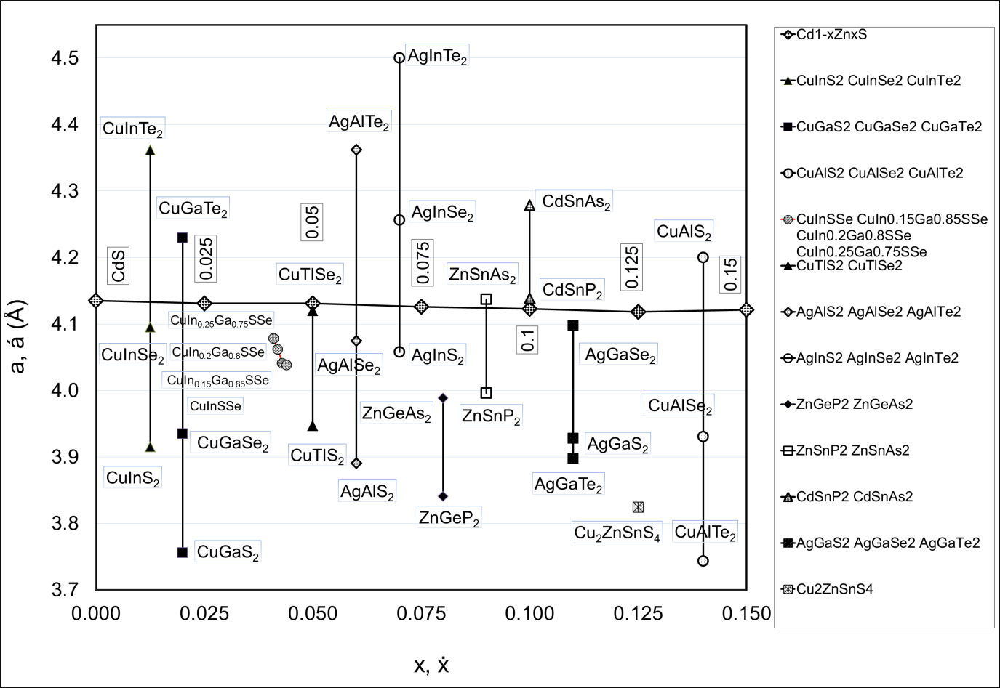 4.5
4.4
4.3
4.2
4.1
4.0
3.9
3.8
3.7
a, á (Å)
0.000
0.025
0.050
0.075
0.100
0.125
0.150
x, ẋ
AgInTe2
AgAlTe2
CuInTe2
CuGaTe2
AgInSe2
CdSnAs2
CuAlS2
CdS
0.025
0.05
0.075
0.125
0.15
CuTlSe2
ZnSnAs2
CdSnP2
CuIn0.25Ga0.75SSe
0.1
CuInSe2
CuIn0.2Ga0.8SSe
AgAlSe2
AgInS2
AgGaSe2
CuIn0.15Ga0.85SSe
CuInSSe
ZnGeAs2
ZnSnP2
CuAlSe2
CuGaSe2
AgGaS2
CuTlS2
CuInS2
AgAlS2
AgGaTe2
ZnGeP2
Cu2ZnSnS4
CuAlTe2
CuGaS2
Cd1-xZnxS
CuInS2 CuInSe2 CuInTe2
CuGaS2 CuGaSe2 CuGaTe2
CuAlS2 CuAlSe2 CuAlTe2
CuInSSe CuIn0.15Ga0.85SSe
CuIn0.2Ga0.8SSe
CuIn0.25Ga0.75SSe
CuTlS2 CuTlSe2
AgAlS2 AgAlSe2 AgAlTe2
AgInS2 AgInSe2 AgInTe2
ZnGeP2 ZnGeAs2
ZnSnP2 ZnSnAs2
CdSnP2 CdSnAs2
AgGaS2 AgGaSe2 AgGaTe2
Cu2ZnSnS4